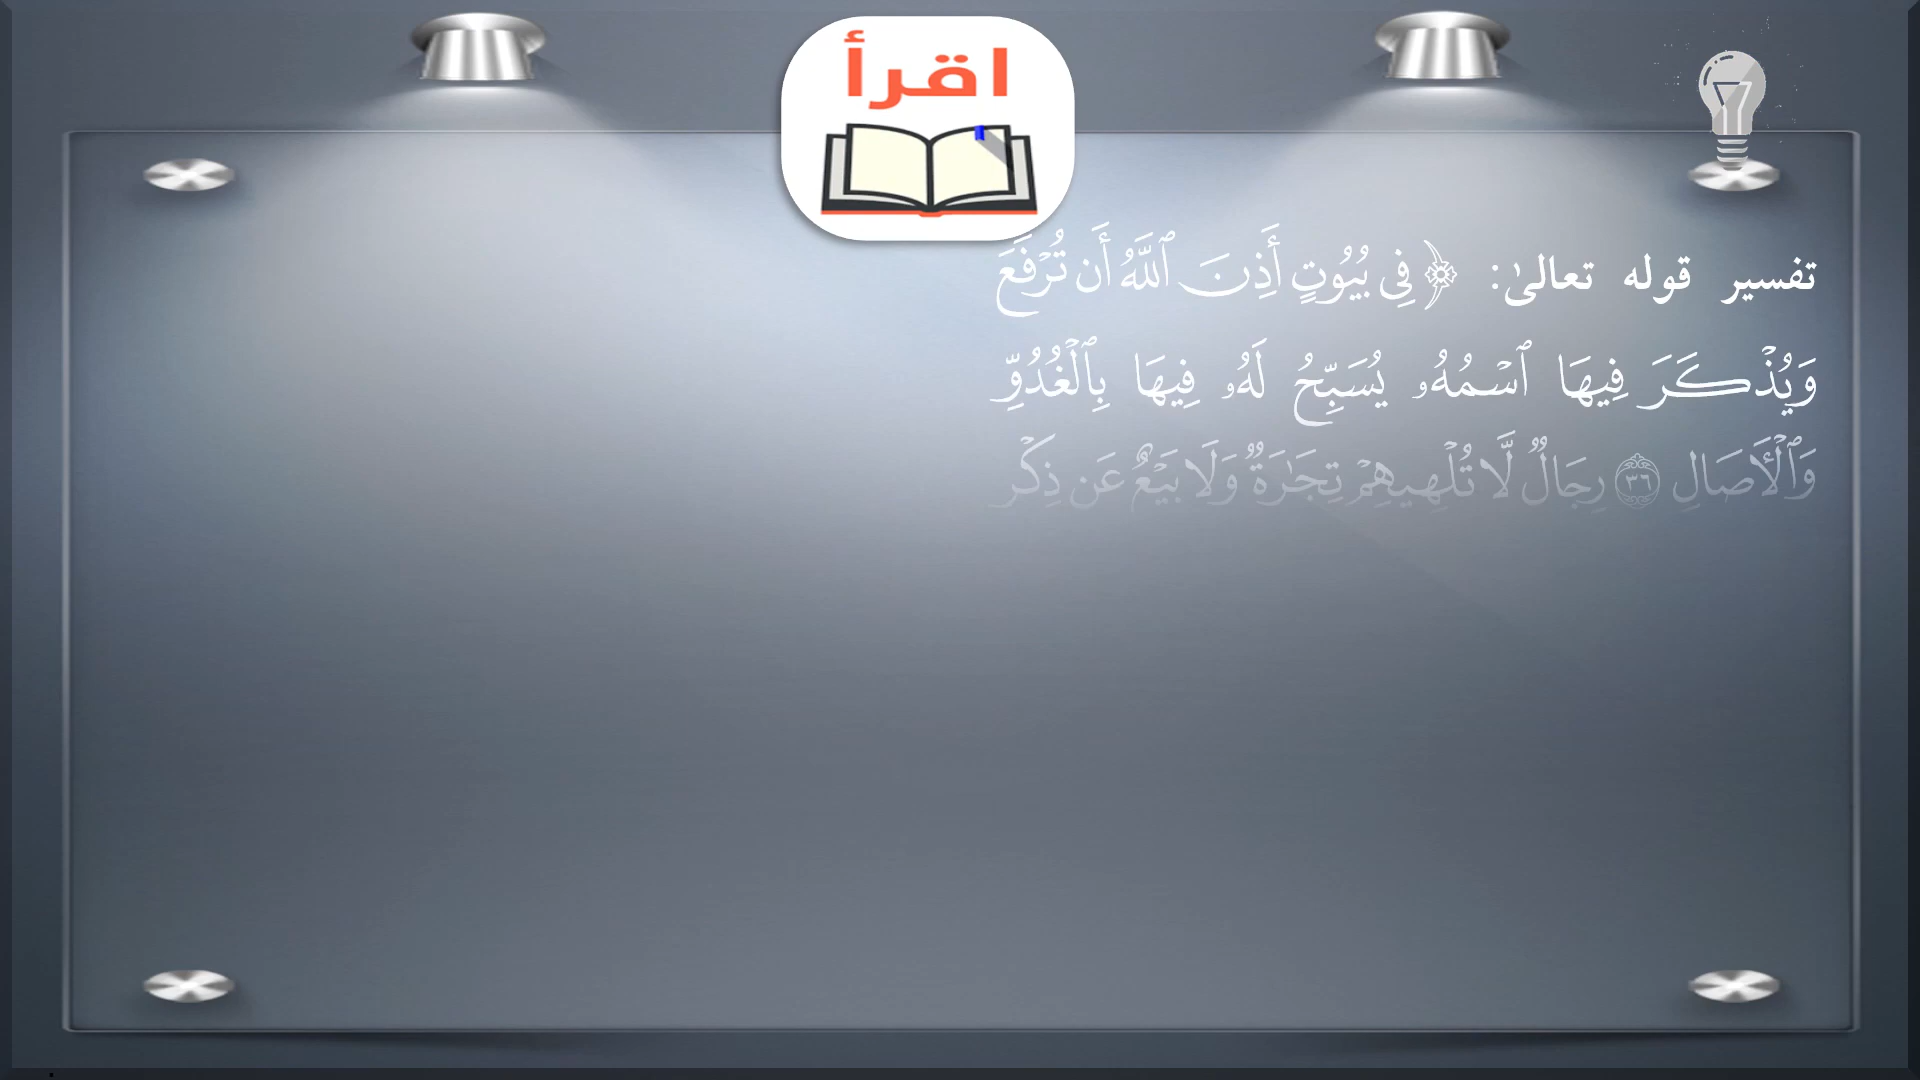 اقرأ
تفسير قوله تعالىٰ: ﴿فِي بُيُوتٍ أَذِنَ ٱللَّهُ أَن تُرْفَعَ
وَيُذْكَرَ فِيهَا ٱسْمُهُۥ يُسَبِّحُ لَهُۥ فِيهَا بِٱلْغُدُوِّ
وَٱلْأٓصَالِ ٣٦ رِجَالٌ لَّا تُلْهِيهِمْ تِجَٰرَةٌ وَلَا بَيْعٌ عَن ذِكْرِ